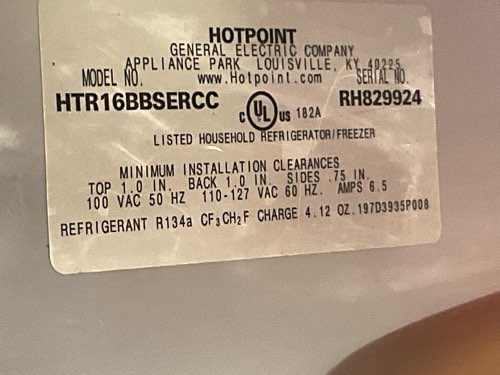 HOTPOINT
GENERAL ELECTRIC COMPANY
APPLIANCE PARK LOUISVILLE, KY 40225
MODEL NO. www.Hotpoint.com SERIAL NO.
HTR16BBSERCC c UL US 182A RH829924
LISTED HOUSEHOLD REFRIGERATOR/FREEZER
MINIMUM INSTALLATION CLEARANCES
TOP 1.0 IN. BACK 1.0 IN. SIDES .75 IN.
100 VAC 50 HZ 110-127 VAC 60 HZ. AMPS 6.5
REFRIGERANT R134a CF₃CH₂F CHARGE 4.12 OZ. 197D3935P008